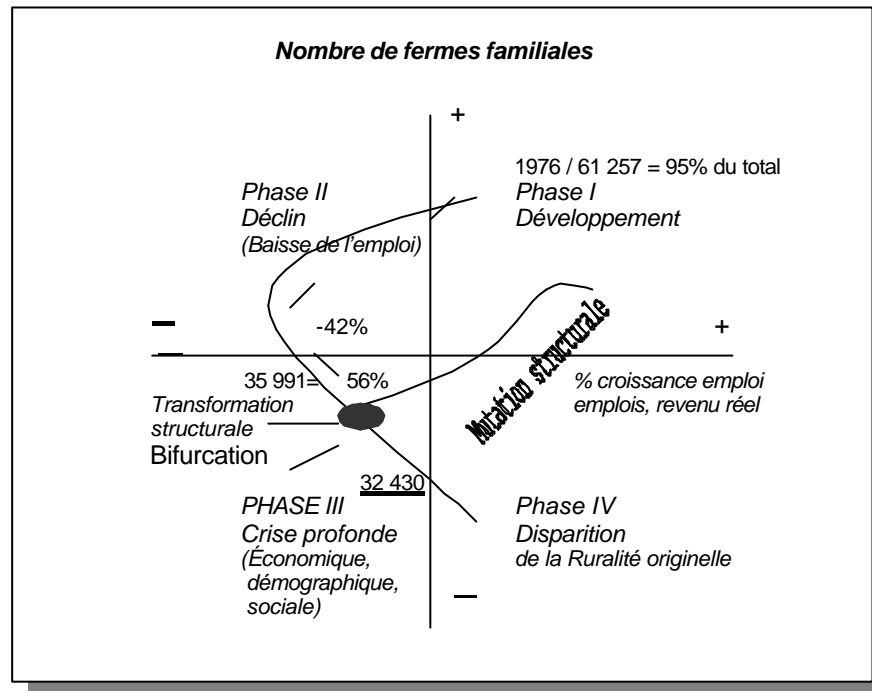 Nombre de fermes familiales
+
1976 / 61 257 = 95% du total
Phase II
Déclin
(Baisse de l'emploi)
Phase I
Développement
-42%
+
Mutation structurale
35 991= 56%
% croissance emploi
emplois, revenu réel
Transformation
structurale
Bifurcation
32 430
PHASE III
Crise profonde
(Économique,
démographique,
sociale)
Phase IV
Disparition
de la Ruralité originelle